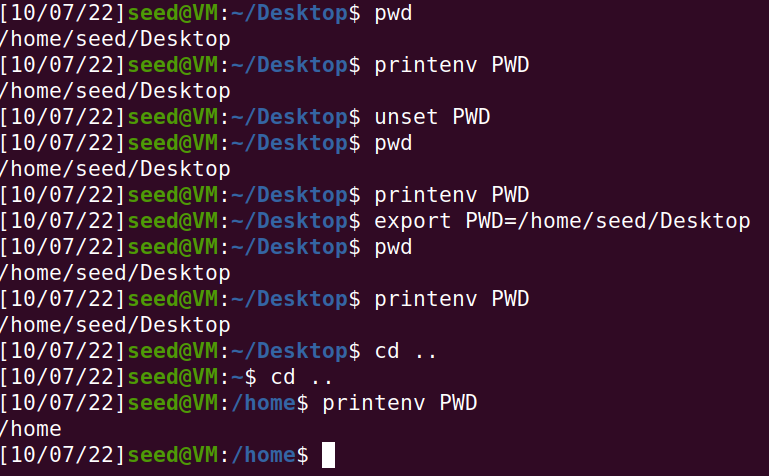 [10/07/22]seed@VM:~/Desktop$ pwd
/home/seed/Desktop
[10/07/22]seed@VM:~/Desktop$ printenv PWD
/home/seed/Desktop
[10/07/22]seed@VM:~/Desktop$ unset PWD
[10/07/22]seed@VM:~/Desktop$ pwd
/home/seed/Desktop
[10/07/22]seed@VM:~/Desktop$ printenv PWD
[10/07/22]seed@VM:~/Desktop$ export PWD=/home/seed/Desktop
[10/07/22]seed@VM:~/Desktop$ pwd
/home/seed/Desktop
[10/07/22]seed@VM:~/Desktop$ printenv PWD
/home/seed/Desktop
[10/07/22]seed@VM:~/Desktop$ cd ..
[10/07/22]seed@VM:~$ cd ..
[10/07/22]seed@VM:/home$ printenv PWD
/home
[10/07/22]seed@VM:/home$